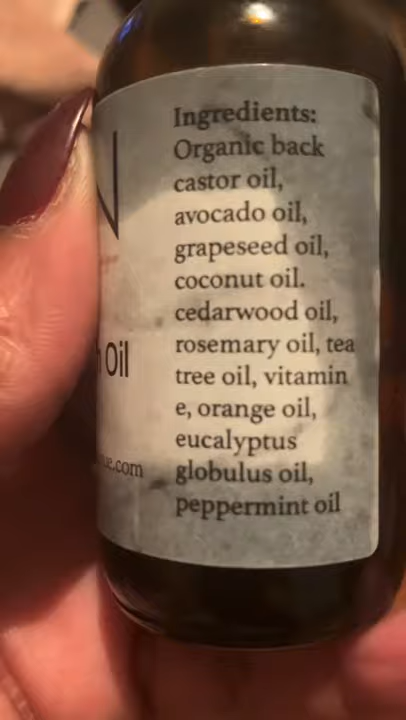 Ingredients:
Organic back
castor oil,
avocado oil,
grapeseed oil,
coconut oil.
cedarwood oil,
rosemary oil, tea
tree oil, vitamin
e, orange oil,
eucalyptus
globulus oil,
peppermint oil
N
Oil
ue.com